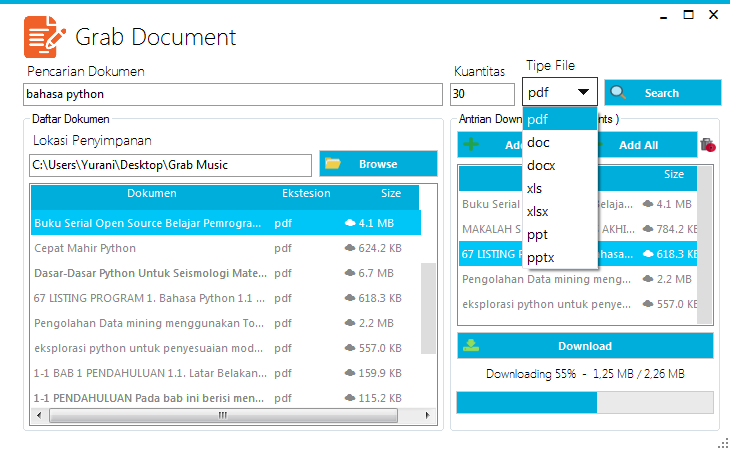 Grab Document
Pencarian Dokumen
Kuantitas
Tipe File
bahasa python
30
pdf
Search
pdf
doc
docx
xls
xlsx
ppt
pptx
Daftar Dokumen
Lokasi Penyimpanan
C:\Users\Yurani\Desktop\Grab Music
Browse
Dokumen Ekstesion Size
Buku Serial Open Source Belajar Pemrogra... pdf 4.1 MB
Cepat Mahir Python pdf 624.2 KB
Dasar-Dasar Python Untuk Seismologi Mate... pdf 6.7 MB
67 LISTING PROGRAM 1. Bahasa Python 1.1 pdf 618.3 KB
Pengolahan Data mining menggunakan To... pdf 2.2 MB
eksplorasi python untuk penyesuaian mod... pdf 557.0 KB
1-1 BAB 1 PENDAHULUAN 1.1. Latar Belakan... pdf 159.9 KB
1-1 PENDAHULUAN Pada bab ini berisi men... pdf 115.2 KB
Antrian Down nts )
Add All
Size
Buku Serial elaja... 4.1 MB
MAKALAH S AKHI... 784.2 KB
67 LISTING ahasa... 618.3 KB
Pengolahan Data mining meng... 2.2 MB
eksplorasi python untuk penye... 557.0 KB
Download
Downloading 55% - 1,25 MB / 2,26 MB